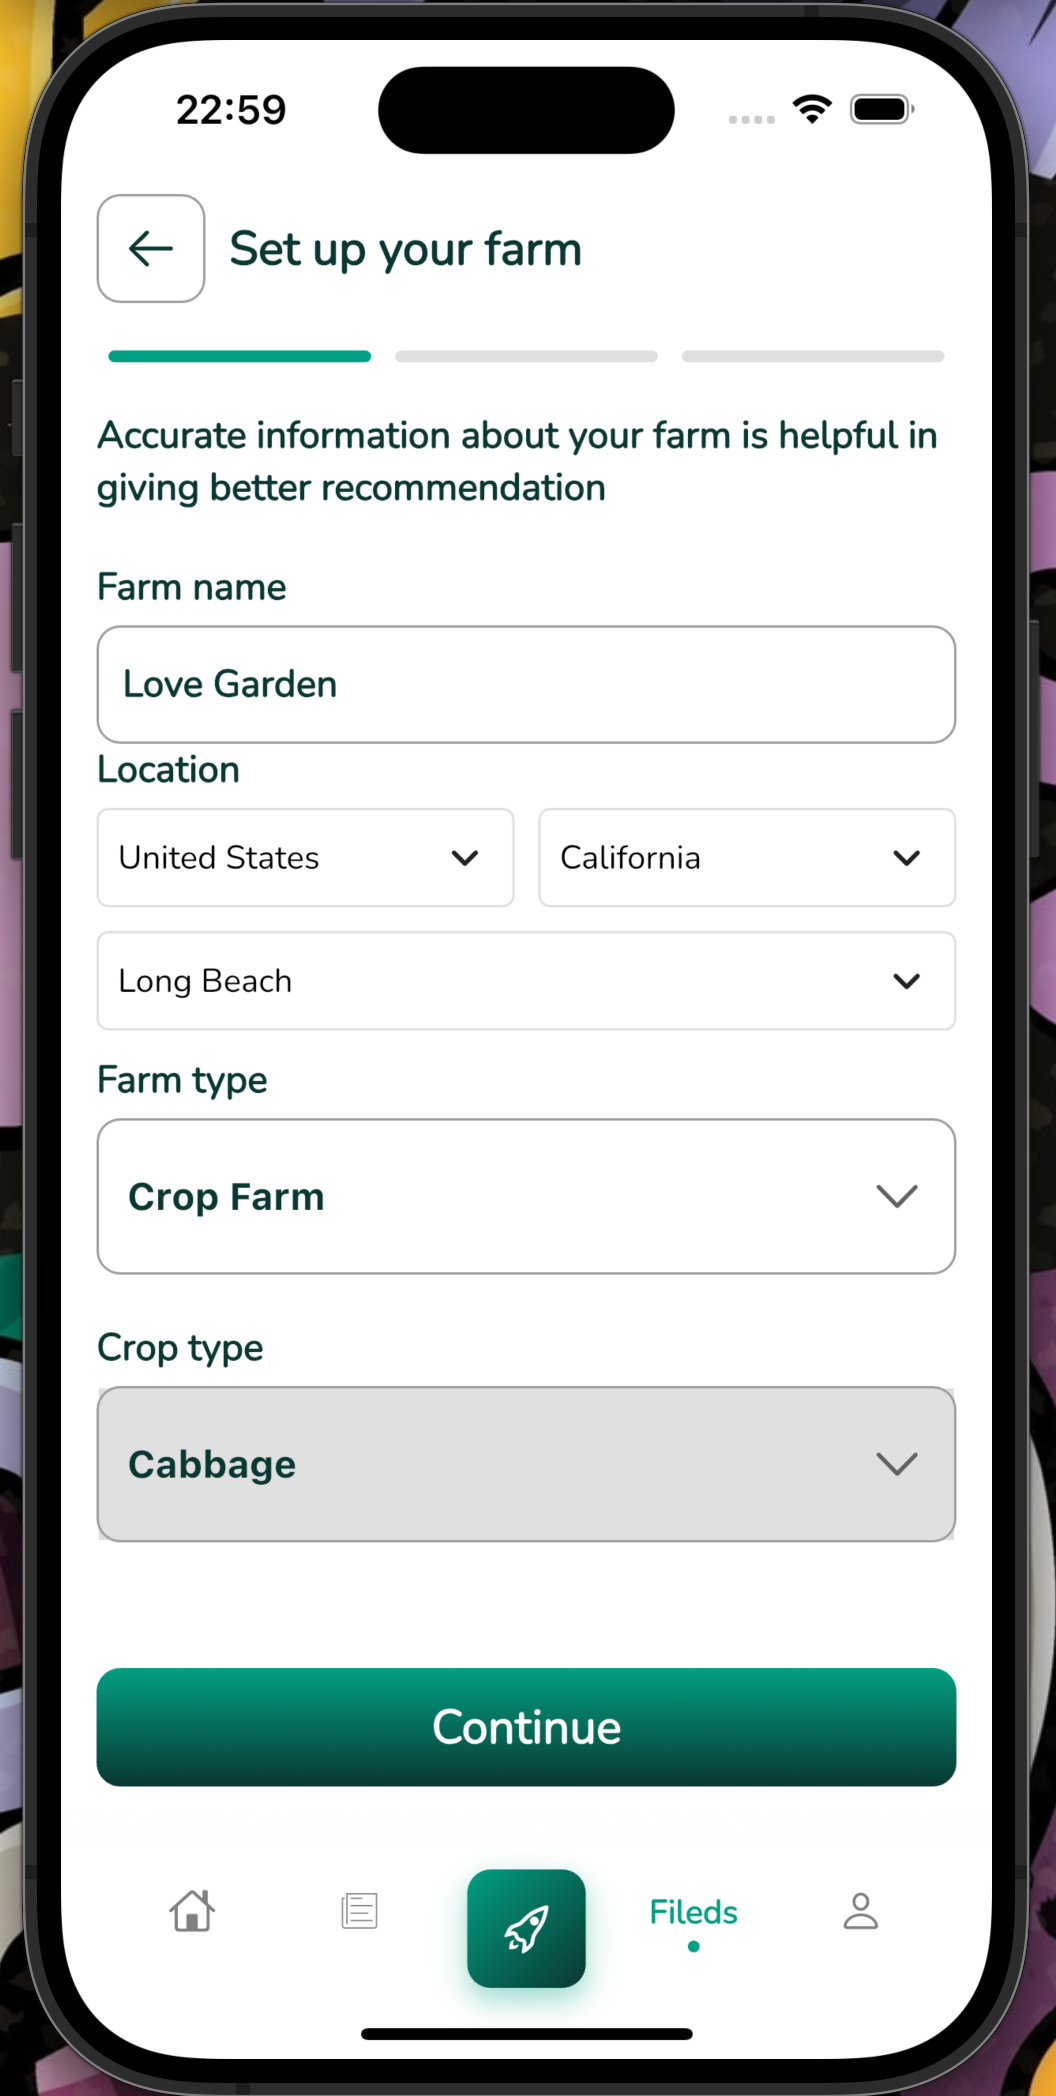 22:59
Set up your farm
Accurate information about your farm is helpful in
giving better recommendation
Farm name
Love Garden
Location
United States
California
Long Beach
Farm type
Crop Farm
Crop type
Cabbage
Continue
Fileds